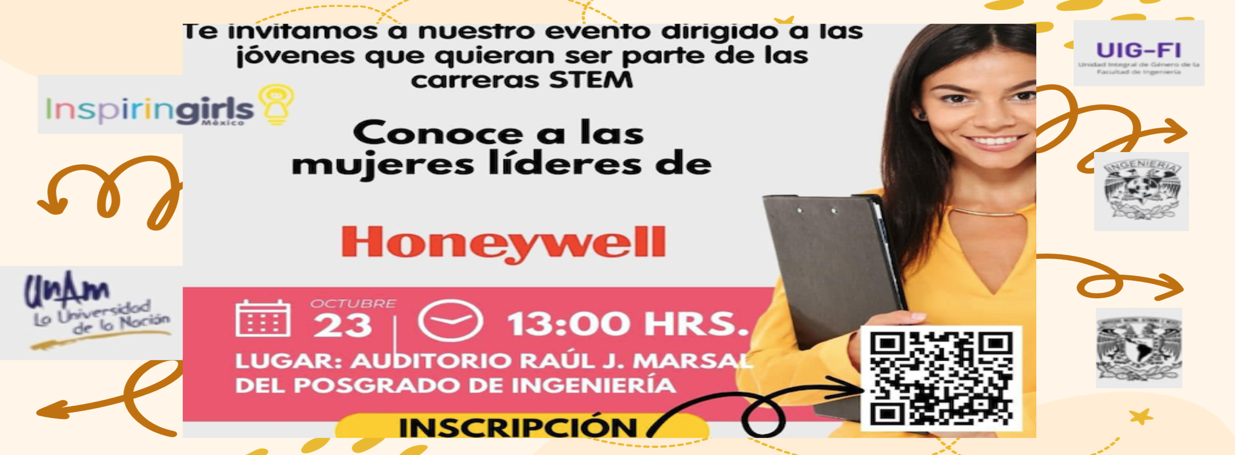 Te invitamos a nuestro evento dirigido a las
jóvenes que quieran ser parte de las
carreras STEM
Conoce a las
mujeres líderes de
Honeywell
OCTUBRE
23
13:00 HRS.
LUGAR: AUDITORIO RAÚL J. MARSAL
DEL POSGRADO DE INGENIERÍA
INSCRIPCIÓN
Inspiringirls
México
UnAm
La Universidad
de la Nación
UIG-FI
Unidad Integral de Género de la
Facultad de Ingeniería
INGENIERIA